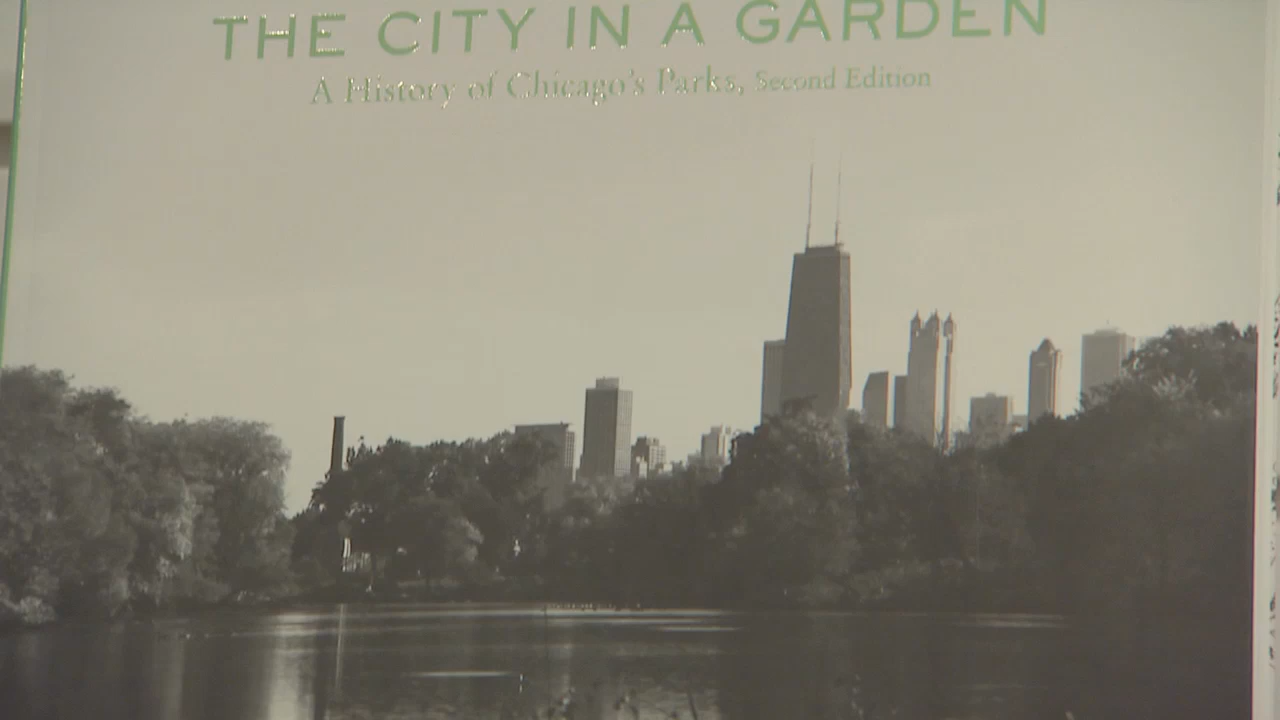 THE CITY IN A GARDEN
A History of Chicago's Parks, Second Edition